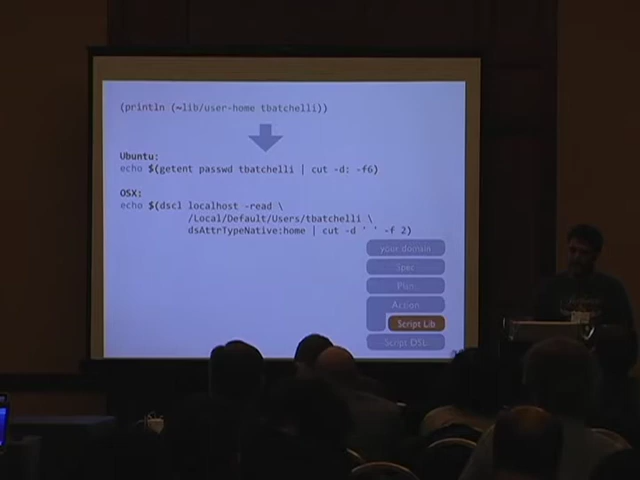 (println (~lib/user-home tbatchelli))
Ubuntu:
echo $(getent passwd tbatchelli | cut -d: -f6)
OSX:
echo $(dscl localhost -read \
/Local/Default/Users/tbatchelli \
dsAttrTypeNative:home | cut -d ' ' -f 2)
your domain
Spec
Plan
Action
Script Lib
Script DSL